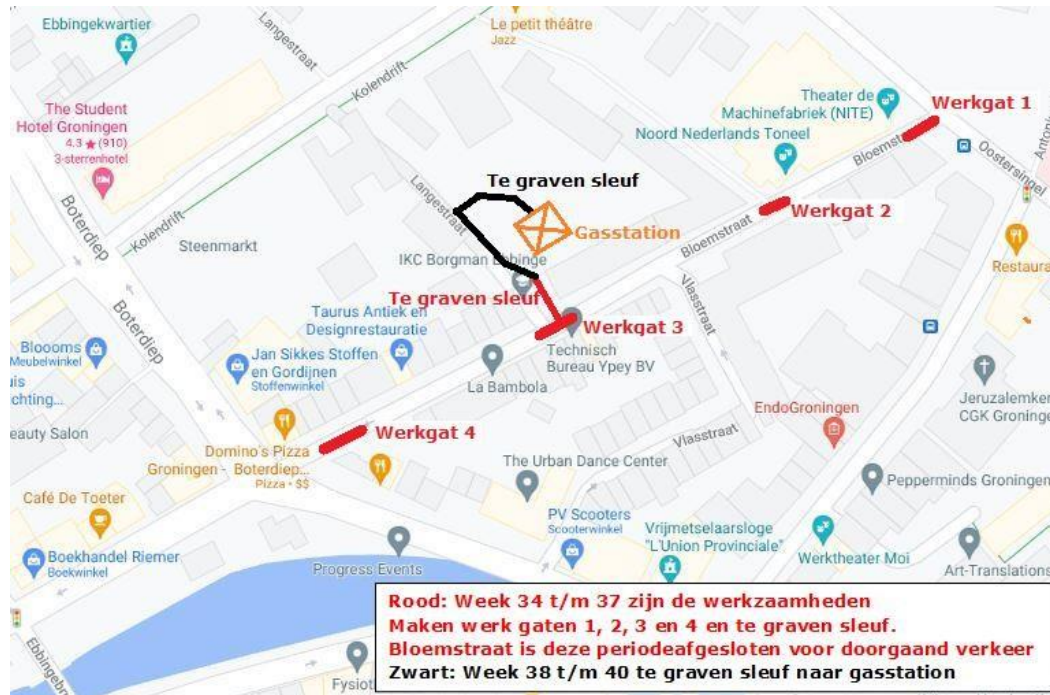 Ebbingekwartier
Le petit théâtre
Jazz
Langestraat
Kolendrift
The Student
Hotel Groningen
4.3 ★ (910)
3-sterrenhotel
Theater de
Machinefabriek (NITE)
Werkgat 1
Noord Nederlands Toneel
Bloemstr
Oostersingel
Antoni
Te graven sleuf
Langestraat
Boterdiep
Kolendrift
Steenmarkt
Gasstation
Werkgat 2
Bloemstraat
IKC Borgman Ebbinge
Restaura
Te graven sleuf
Vlasstraat
Boterdiep
Taurus Antiek en
Designrestauratie
Werkgat 3
Technisch
Bureau Ypey BV
Blooms
Meubelwinkel
Jan Sikkes Stoffen
en Gordijnen
Stoffenwinkel
La Bambola
uis
chting...
Jeruzalemker
CGK Groninge
EndoGroningen
eauty Salon
Werkgat 4
Vlasstraat
Domino's Pizza
Groningen - Boterdiep...
Pizza • $$
The Urban Dance Center
Pepperminds Groningen
Café De Toeter
PV Scooters
Scooterwinkel
Vrijmetselaarsloge
"L'Union Provinciale"
Werktheater Moi
Boekhandel Riemer
Boekwinkel
Progress Events
Art-Translations
Ebbingebr
Fysiot
Rood: Week 34 t/m 37 zijn de werkzaamheden
Maken werk gaten 1, 2, 3 en 4 en te graven sleuf.
Bloemstraat is deze periodeafgesloten voor doorgaand verkeer
Zwart: Week 38 t/m 40 te graven sleuf naar gasstation